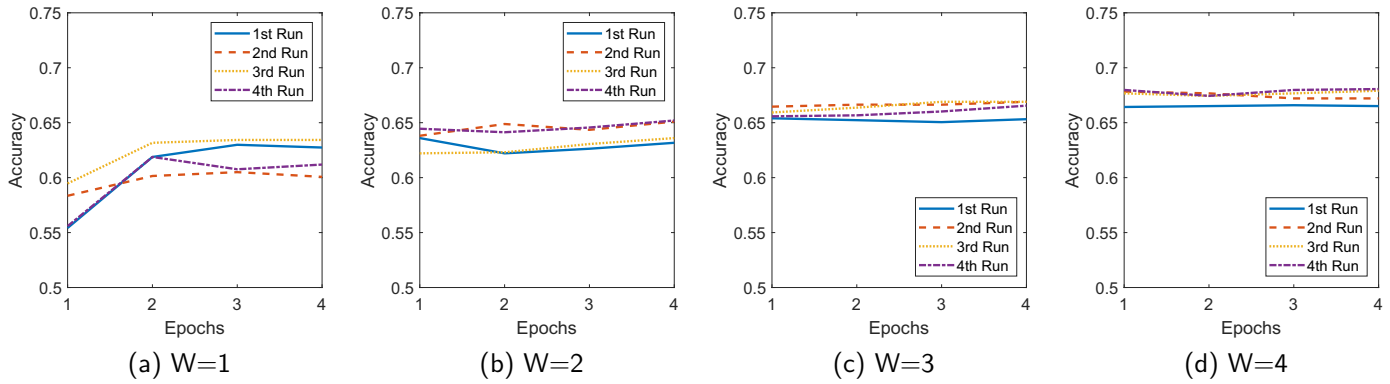 0.75
0.7
0.65
0.6
0.55
0.5
Accuracy
1st Run
2nd Run
3rd Run
4th Run
1 2 3 4
Epochs
(a) W=1
0.75
0.7
0.65
0.6
0.55
0.5
Accuracy
1st Run
2nd Run
3rd Run
4th Run
1 2 3 4
Epochs
(b) W=2
0.75
0.7
0.65
0.6
0.55
0.5
Accuracy
1st Run
2nd Run
3rd Run
4th Run
1 2 3 4
Epochs
(c) W=3
0.75
0.7
0.65
0.6
0.55
0.5
Accuracy
1st Run
2nd Run
3rd Run
4th Run
1 2 3 4
Epochs
(d) W=4